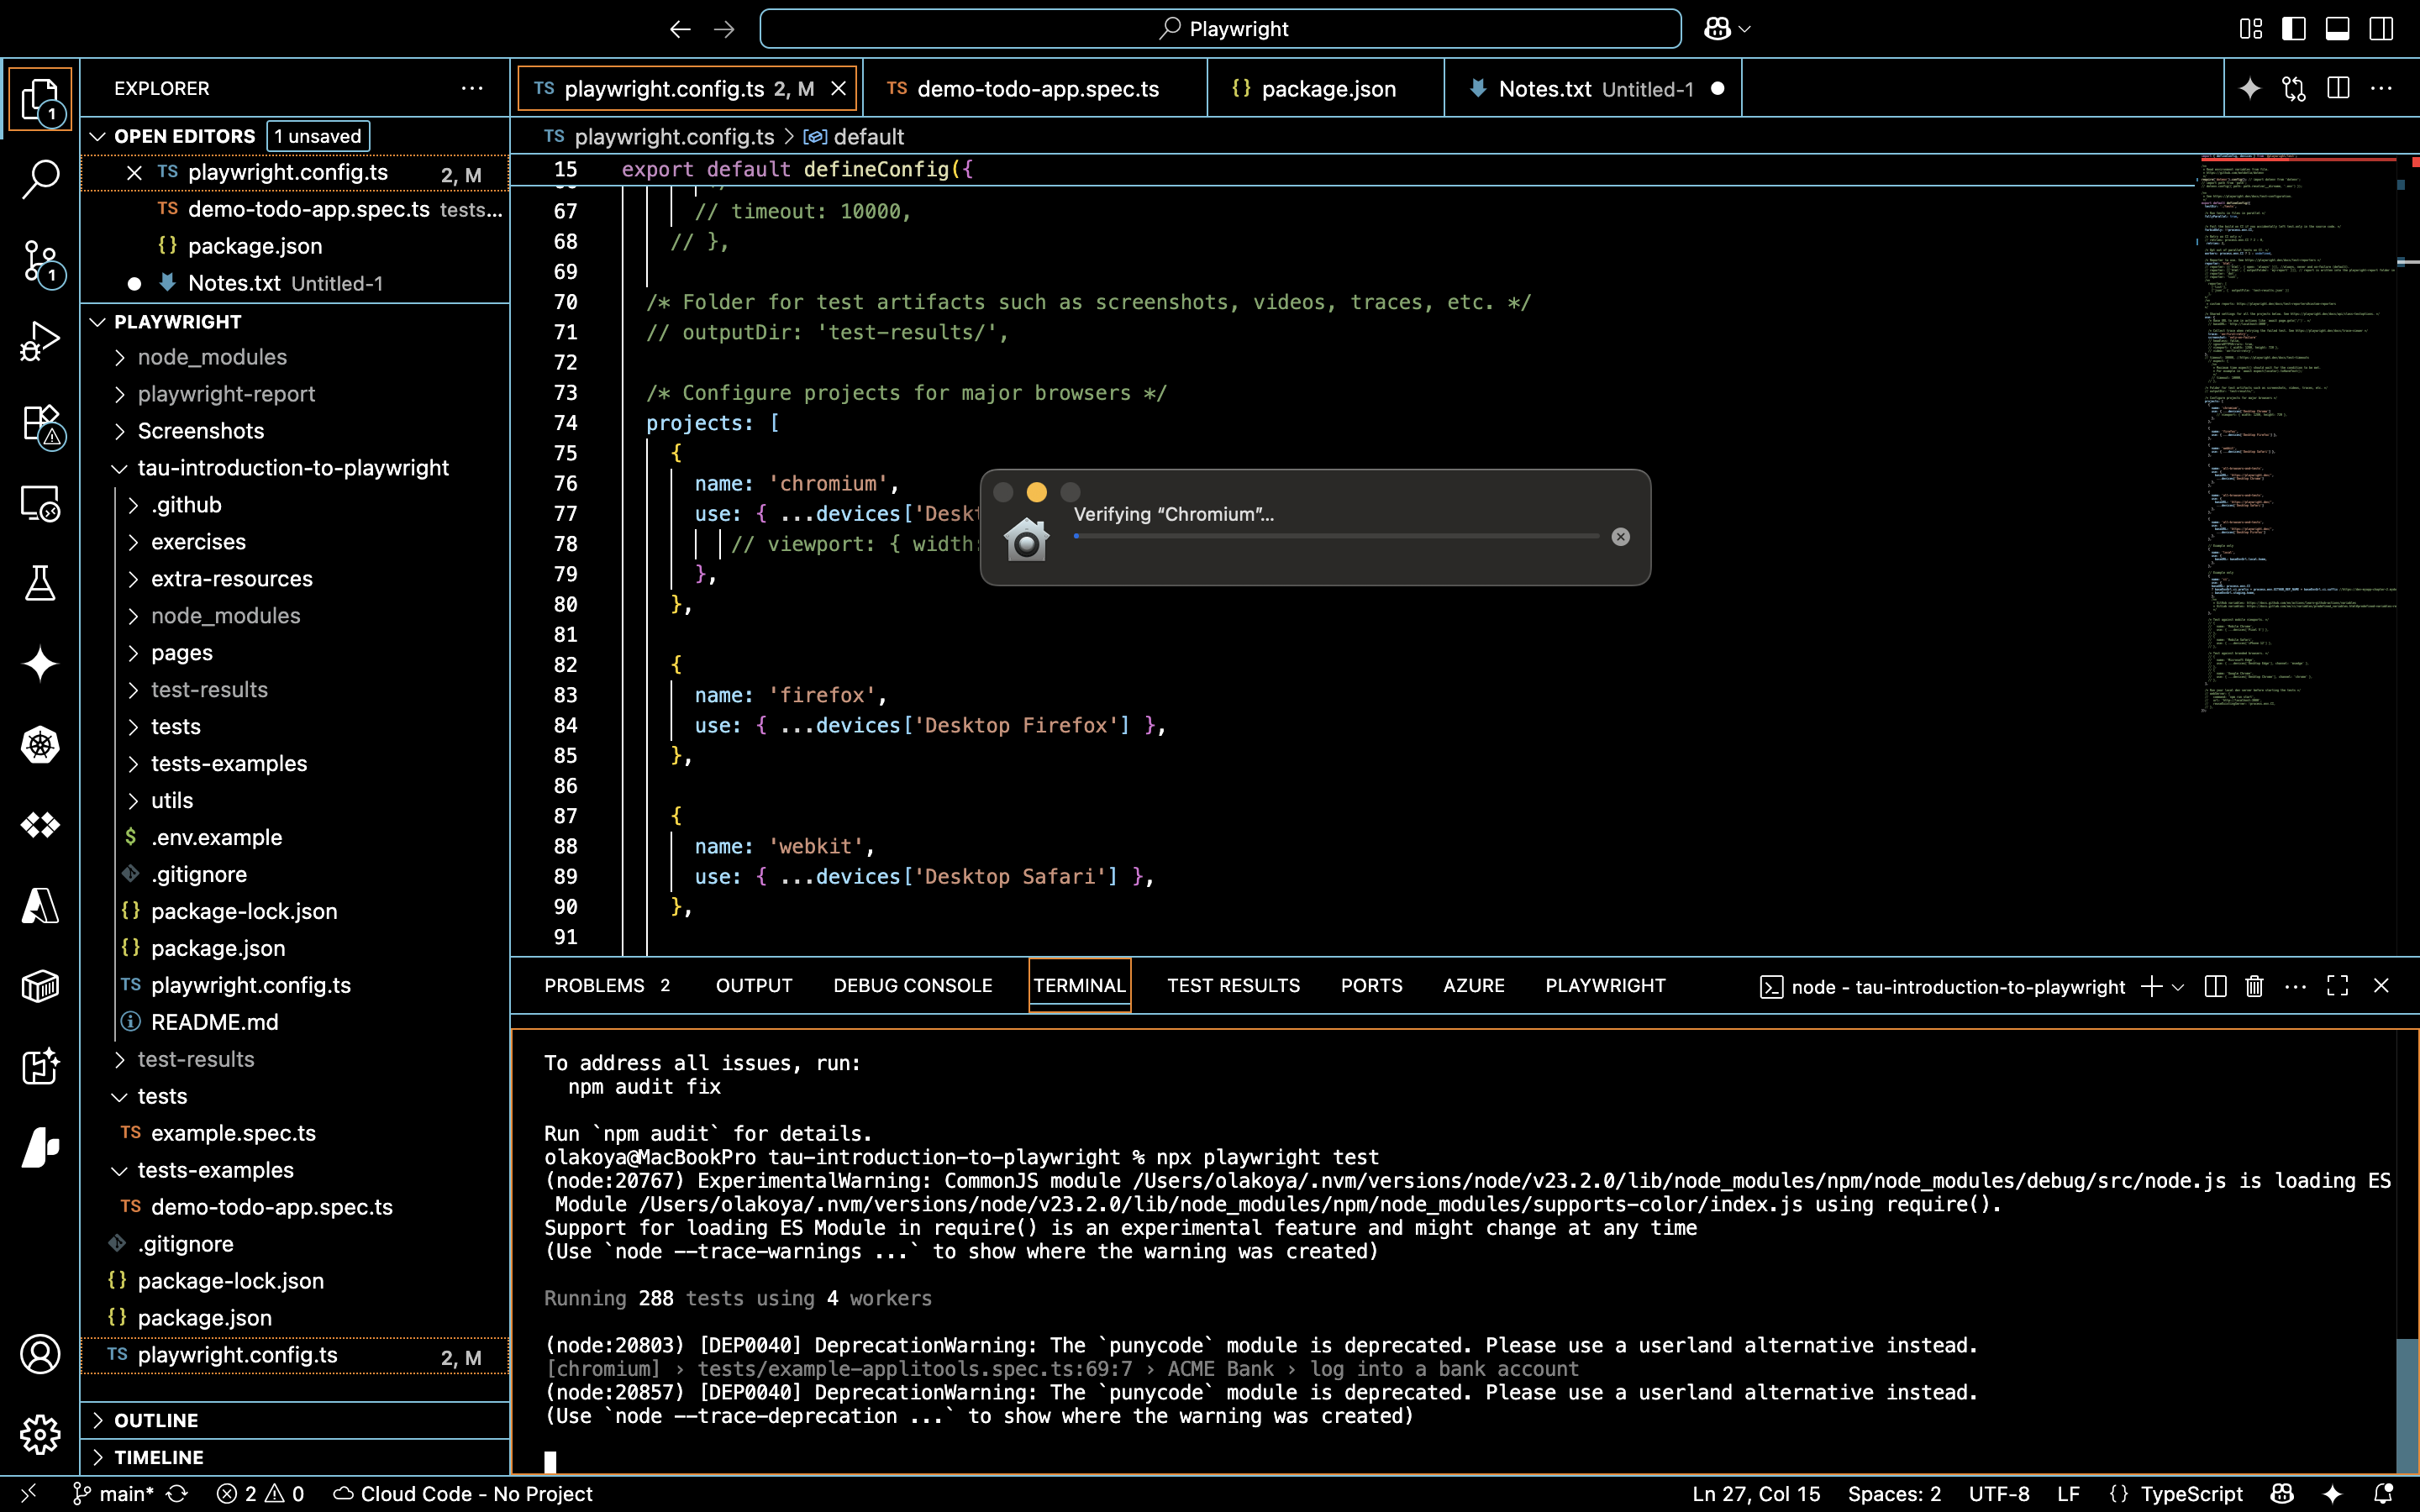 Playwright
EXPLORER
OPEN EDITORS 1 unsaved
TS playwright.config.ts 2, M
TS demo-todo-app.spec.ts tests...
{} package.json
Notes.txt Untitled-1
PLAYWRIGHT
node_modules
playwright-report
Screenshots
tau-introduction-to-playwright
.github
exercises
extra-resources
node_modules
pages
test-results
tests
tests-examples
utils
$ .env.example
.gitignore
{} package-lock.json
{} package.json
TS playwright.config.ts
README.md
test-results
tests
TS example.spec.ts
tests-examples
TS demo-todo-app.spec.ts
.gitignore
{} package-lock.json
{} package.json
TS playwright.config.ts 2, M
OUTLINE
TIMELINE
1
1
TS playwright.config.ts 2, M
TS demo-todo-app.spec.ts
{} package.json
Notes.txt Untitled-1
TS playwright.config.ts > default
15 export default defineConfig({
67 // timeout: 10000,
68 // },
69
70 /* Folder for test artifacts such as screenshots, videos, traces, etc. */
71 // outputDir: 'test-results/',
72
73 /* Configure projects for major browsers */
74 projects: [
75 {
76 name: 'chromium',
77 use: { ...devices['Deskt
78 // viewport: { width:
79 },
80 },
81
82 {
83 name: 'firefox',
84 use: { ...devices['Desktop Firefox'] },
85 },
86
87 {
88 name: 'webkit',
89 use: { ...devices['Desktop Safari'] },
90 },
91
Verifying “Chromium”...
PROBLEMS 2
OUTPUT
DEBUG CONSOLE
TERMINAL
TEST RESULTS
PORTS
AZURE
PLAYWRIGHT
node - tau-introduction-to-playwright
To address all issues, run:
npm audit fix
Run `npm audit` for details.
olakoya@MacBookPro tau-introduction-to-playwright % npx playwright test
(node:20767) ExperimentalWarning: CommonJS module /Users/olakoya/.nvm/versions/node/v23.2.0/lib/node_modules/npm/node_modules/debug/src/node.js is loading ES
Module /Users/olakoya/.nvm/versions/node/v23.2.0/lib/node_modules/npm/node_modules/supports-color/index.js using require().
Support for loading ES Module in require() is an experimental feature and might change at any time
(Use `node --trace-warnings ...` to show where the warning was created)
Running 288 tests using 4 workers
(node:20803) [DEP0040] DeprecationWarning: The `punycode` module is deprecated. Please use a userland alternative instead.
[chromium] › tests/example-applitools.spec.ts:69:7 › ACME Bank › log into a bank account
(node:20857) [DEP0040] DeprecationWarning: The `punycode` module is deprecated. Please use a userland alternative instead.
(Use `node --trace-deprecation ...` to show where the warning was created)
main*
2 0
Cloud Code - No Project
Ln 27, Col 15
Spaces: 2
UTF-8
LF
{} TypeScript